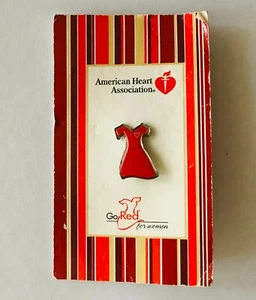 American Heart
Association®
Go Red
for women